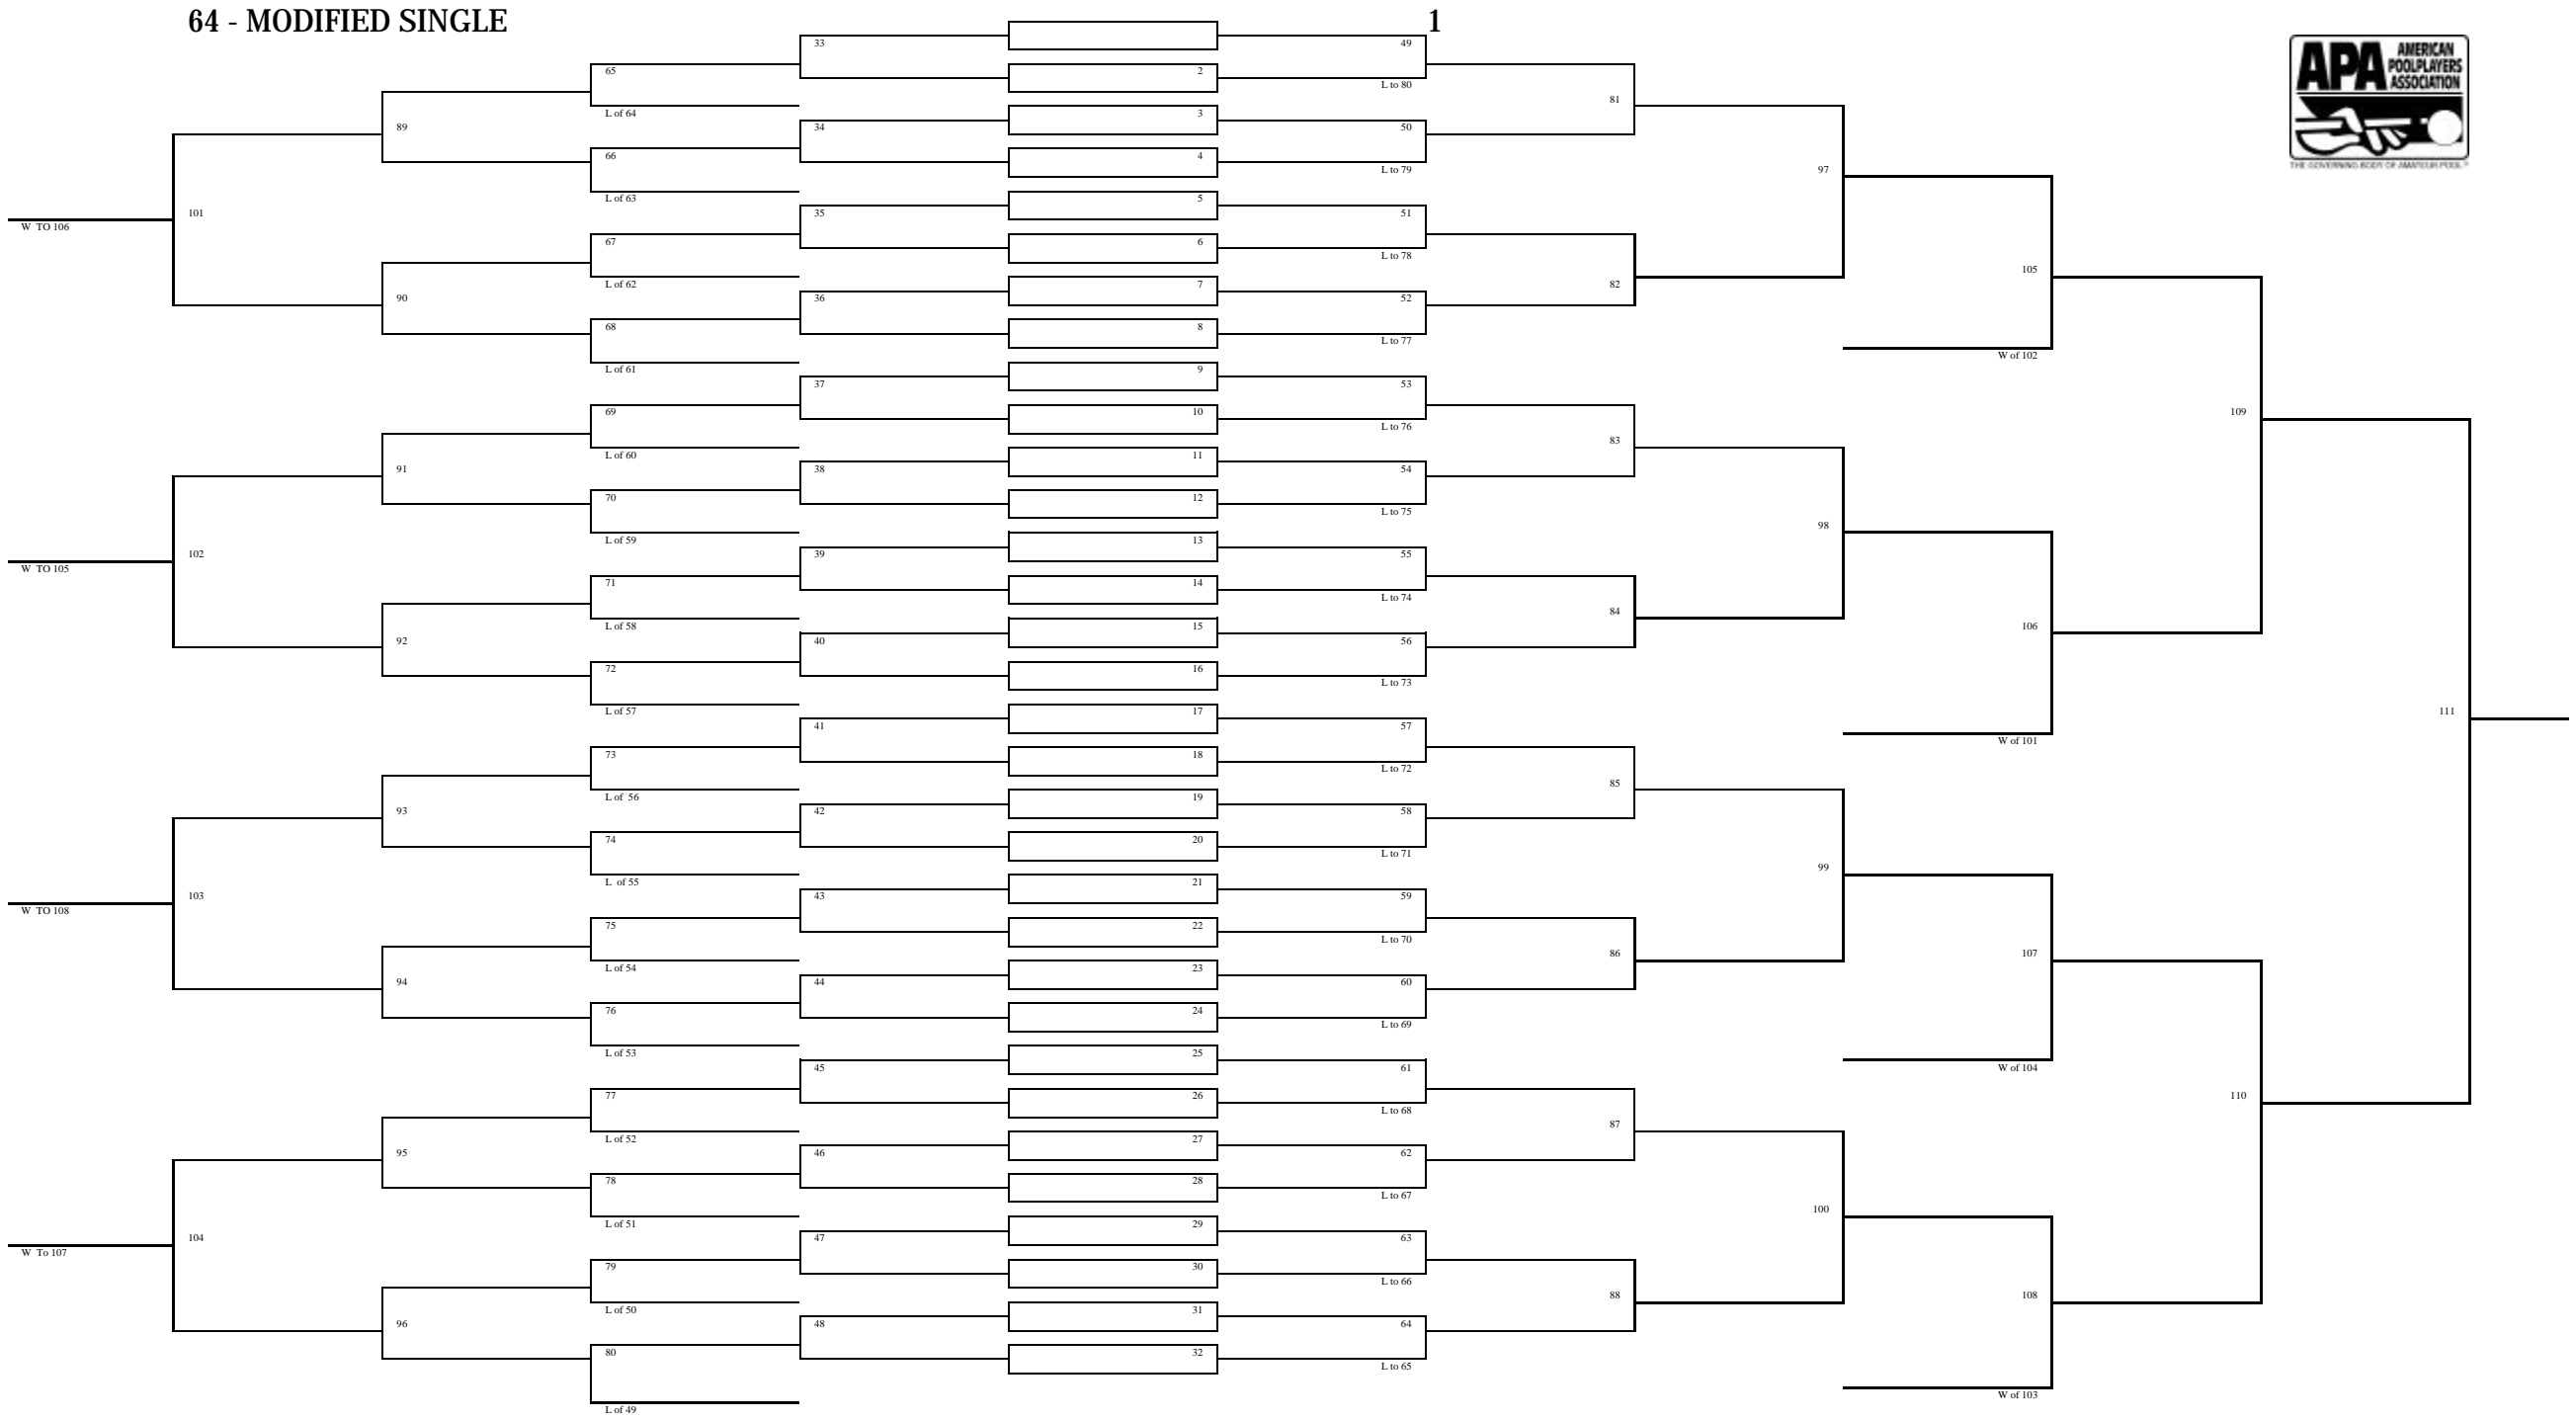 64 - MODIFIED SINGLE
1
APA AMERICAN POOLPLAYERS ASSOCIATION
THE GOVERNING BODY OF AMATEUR POOL®
33
49
65
2
L to 80
81
L of 64
3
89
34
50
66
4
L to 79
97
L of 63
5
101
35
51
W TO 106
67
6
L to 78
105
L of 62
7
82
90
36
52
68
8
L to 77
W of 102
L of 61
9
37
53
69
10
109
L to 76
83
L of 60
11
91
38
54
70
12
L to 75
98
L of 59
13
102
39
55
W TO 105
71
14
L to 74
84
L of 58
15
106
92
40
56
72
16
L to 73
L of 57
17
111
41
57
W of 101
73
18
L to 72
85
L of 56
19
93
42
58
74
20
L to 71
99
L of 55
21
103
43
59
W TO 108
75
22
L to 70
86
107
L of 54
23
94
44
60
76
24
L to 69
L of 53
25
45
61
W of 104
77
26
110
L to 68
87
L of 52
27
95
46
62
78
28
L to 67
100
L of 51
29
104
47
63
W To 107
79
30
L to 66
88
108
L of 50
31
96
48
64
80
32
L to 65
W of 103
L of 49